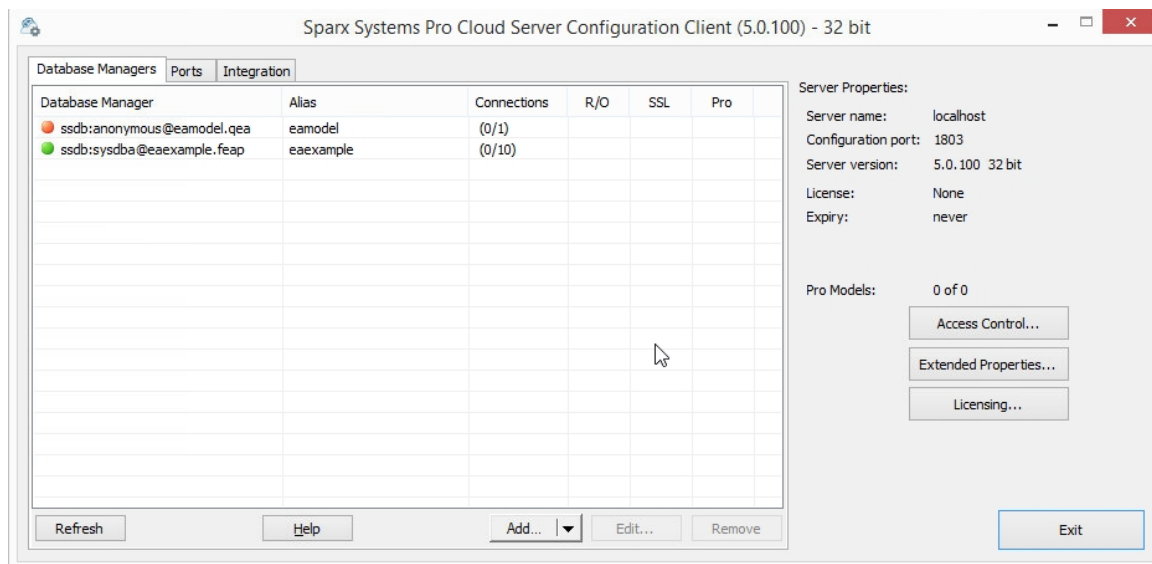 Sparx Systems Pro Cloud Server Configuration Client (5.0.100) - 32 bit
Database Managers Ports Integration
Database Manager Alias Connections R/O SSL Pro
ssdb:anonymous@eamodel.qea eamodel (0/1)
ssdb:sysdba@eaexample.feap eaexample (0/10)
Refresh Help Add... Edit... Remove
Server Properties:
Server name: localhost
Configuration port: 1803
Server version: 5.0.100 32 bit
License: None
Expiry: never
Pro Models: 0 of 0
Access Control...
Extended Properties...
Licensing...
Exit